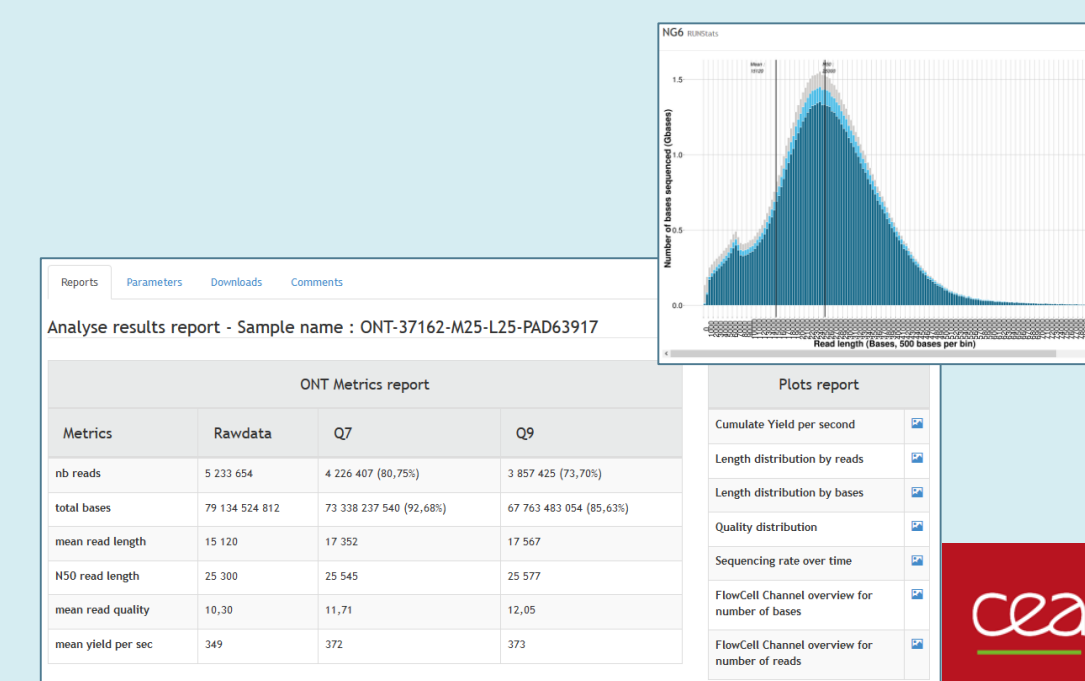 NG6 RUNStats
Mean :
15120
N50 :
25300
1.5
1.0
0.5
0.0
Number of bases sequenced (Gbases)
Read length (Bases, 500 bases per bin)
Reports Parameters Downloads Comments
Analyse results report - Sample name : ONT-37162-M25-L25-PAD63917
ONT Metrics report
Metrics Rawdata Q7 Q9
nb reads 5 233 654 4 226 407 (80,75%) 3 857 425 (73,70%)
total bases 79 134 524 812 73 338 237 540 (92,68%) 67 763 483 054 (85,63%)
mean read length 15 120 17 352 17 567
N50 read length 25 300 25 545 25 577
mean read quality 10,30 11,71 12,05
mean yield per sec 349 372 373
Plots report
Cumulate Yield per second
Length distribution by reads
Length distribution by bases
Quality distribution
Sequencing rate over time
FlowCell Channel overview for
number of bases
FlowCell Channel overview for
number of reads
cea